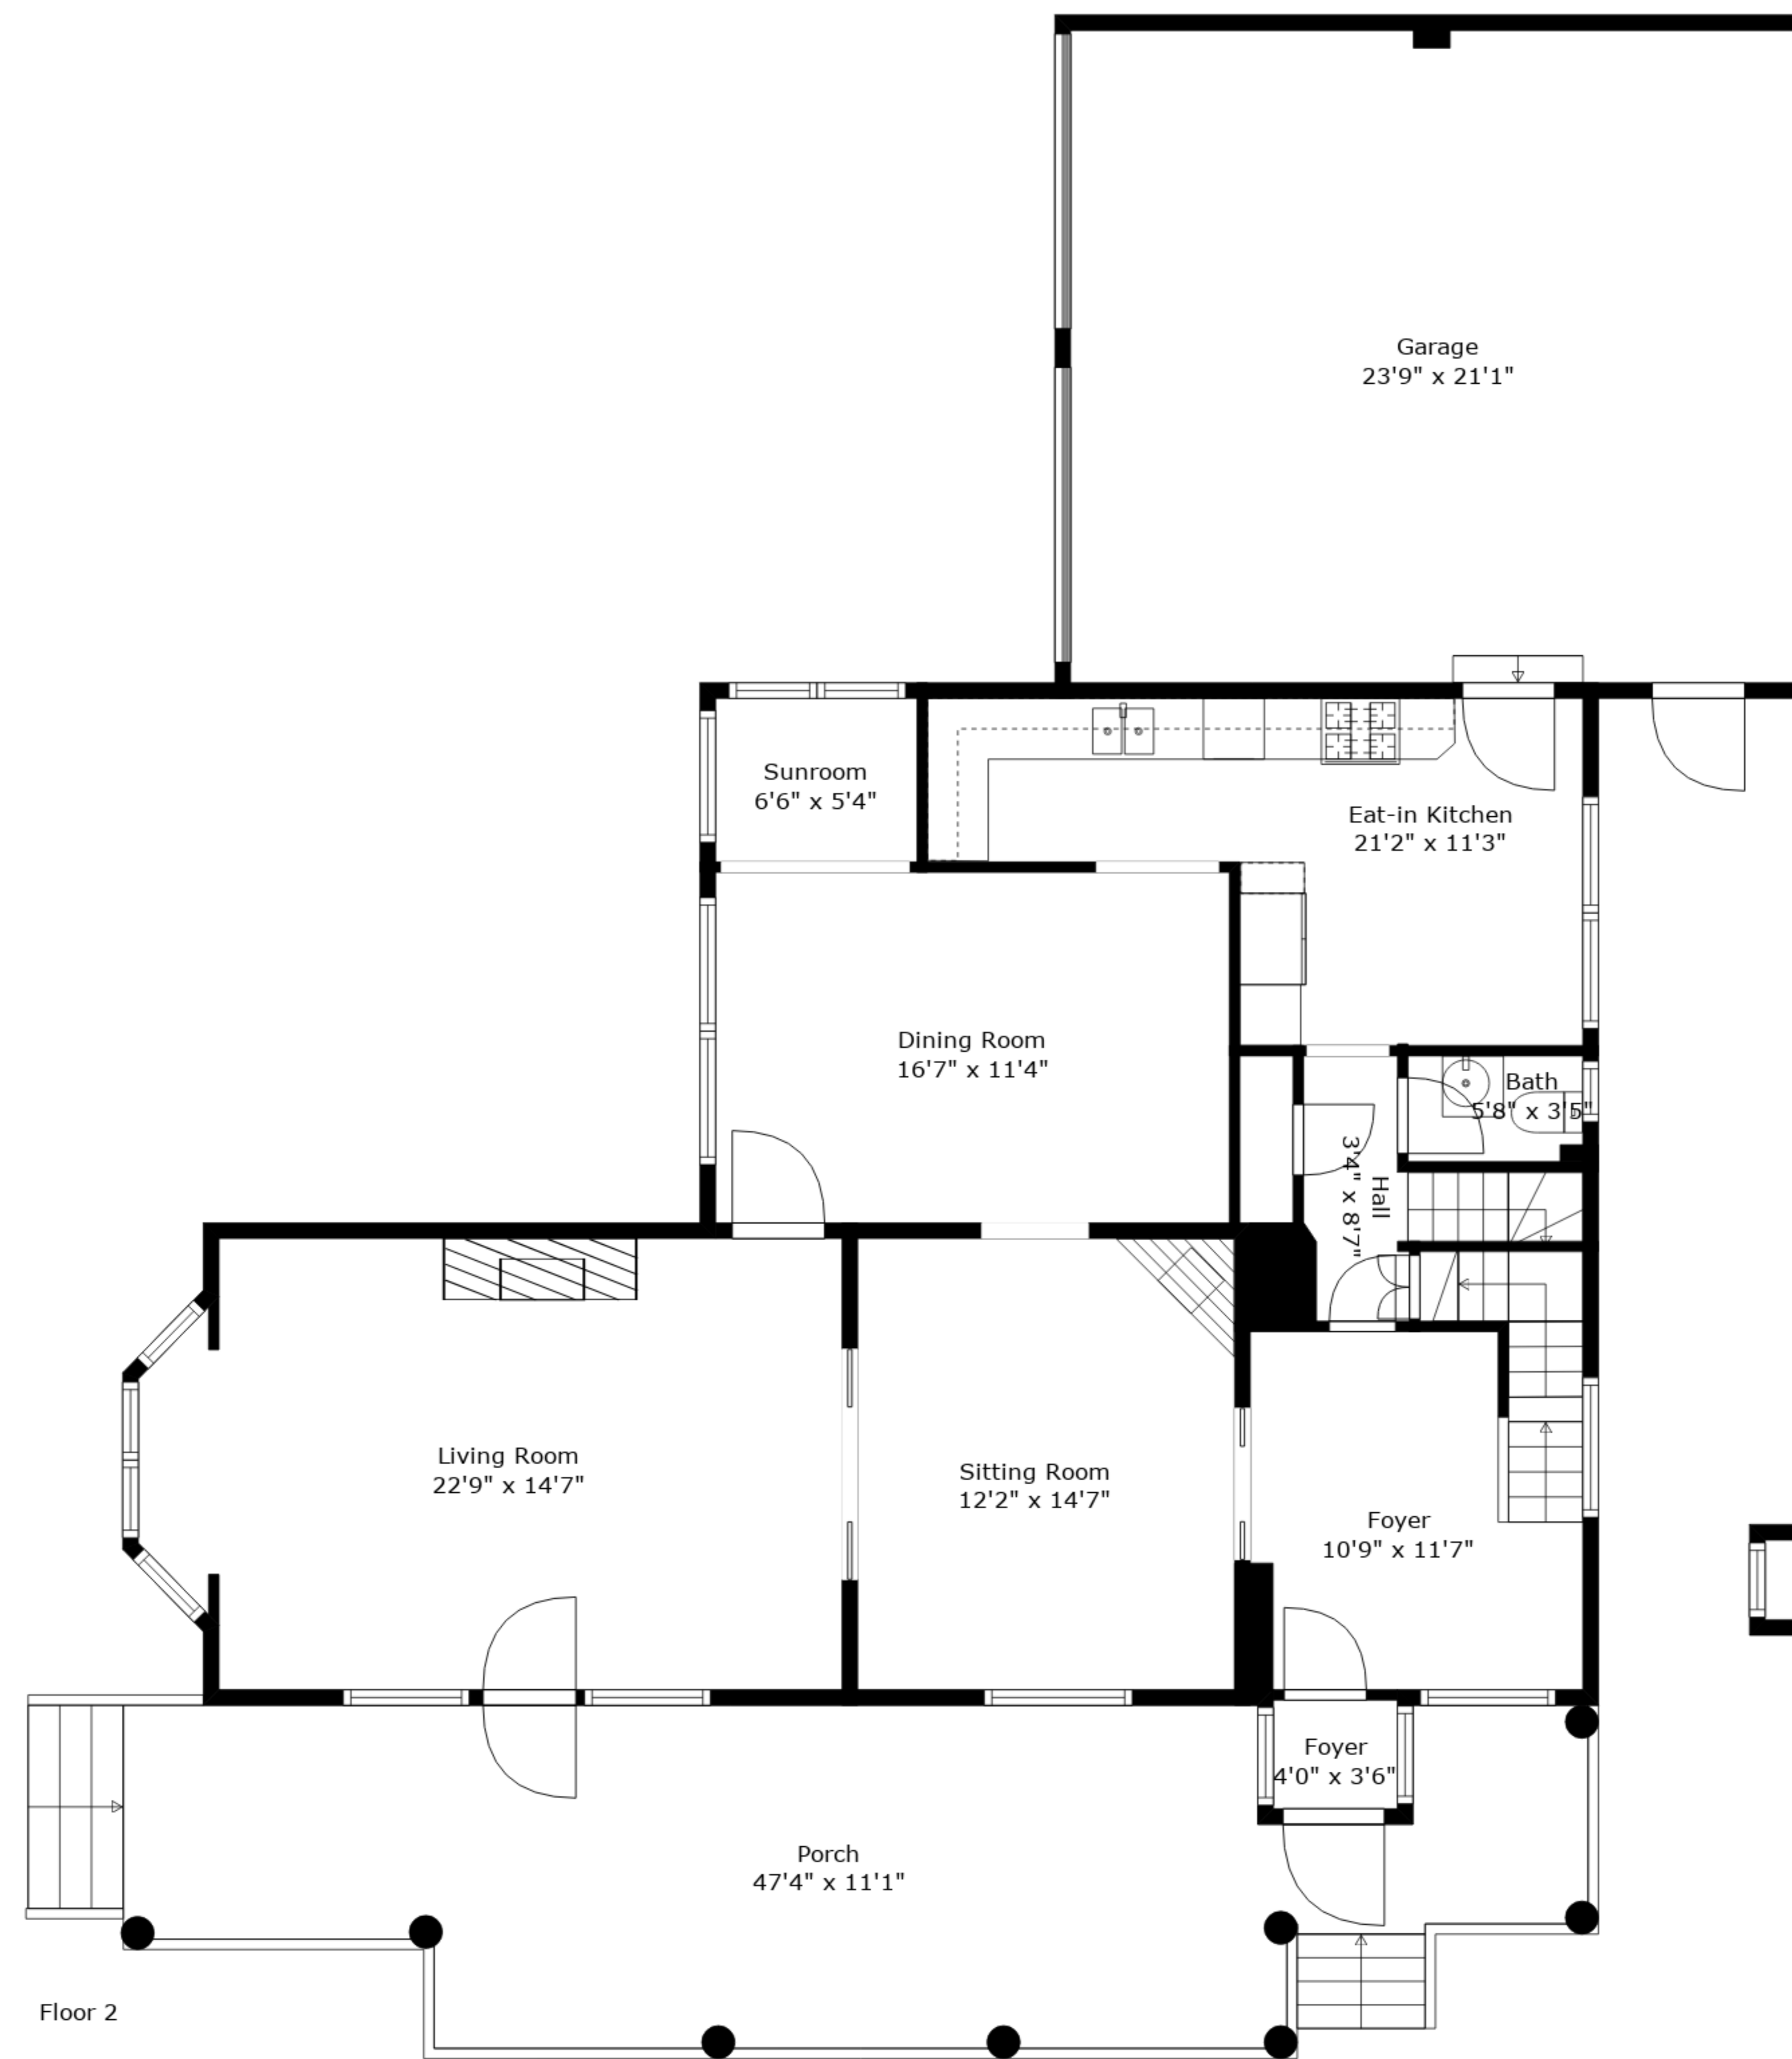 Garage
23'9" x 21'1"
Sunroom
6'6" x 5'4"
Eat-in Kitchen
21'2" x 11'3"
Dining Room
16'7" x 11'4"
Bath
5'8" x 3'5"
Hall
3'4" x 8'7"
Living Room
22'9" x 14'7"
Sitting Room
12'2" x 14'7"
Foyer
10'9" x 11'7"
Foyer
4'0" x 3'6"
Porch
47'4" x 11'1"
Floor 2